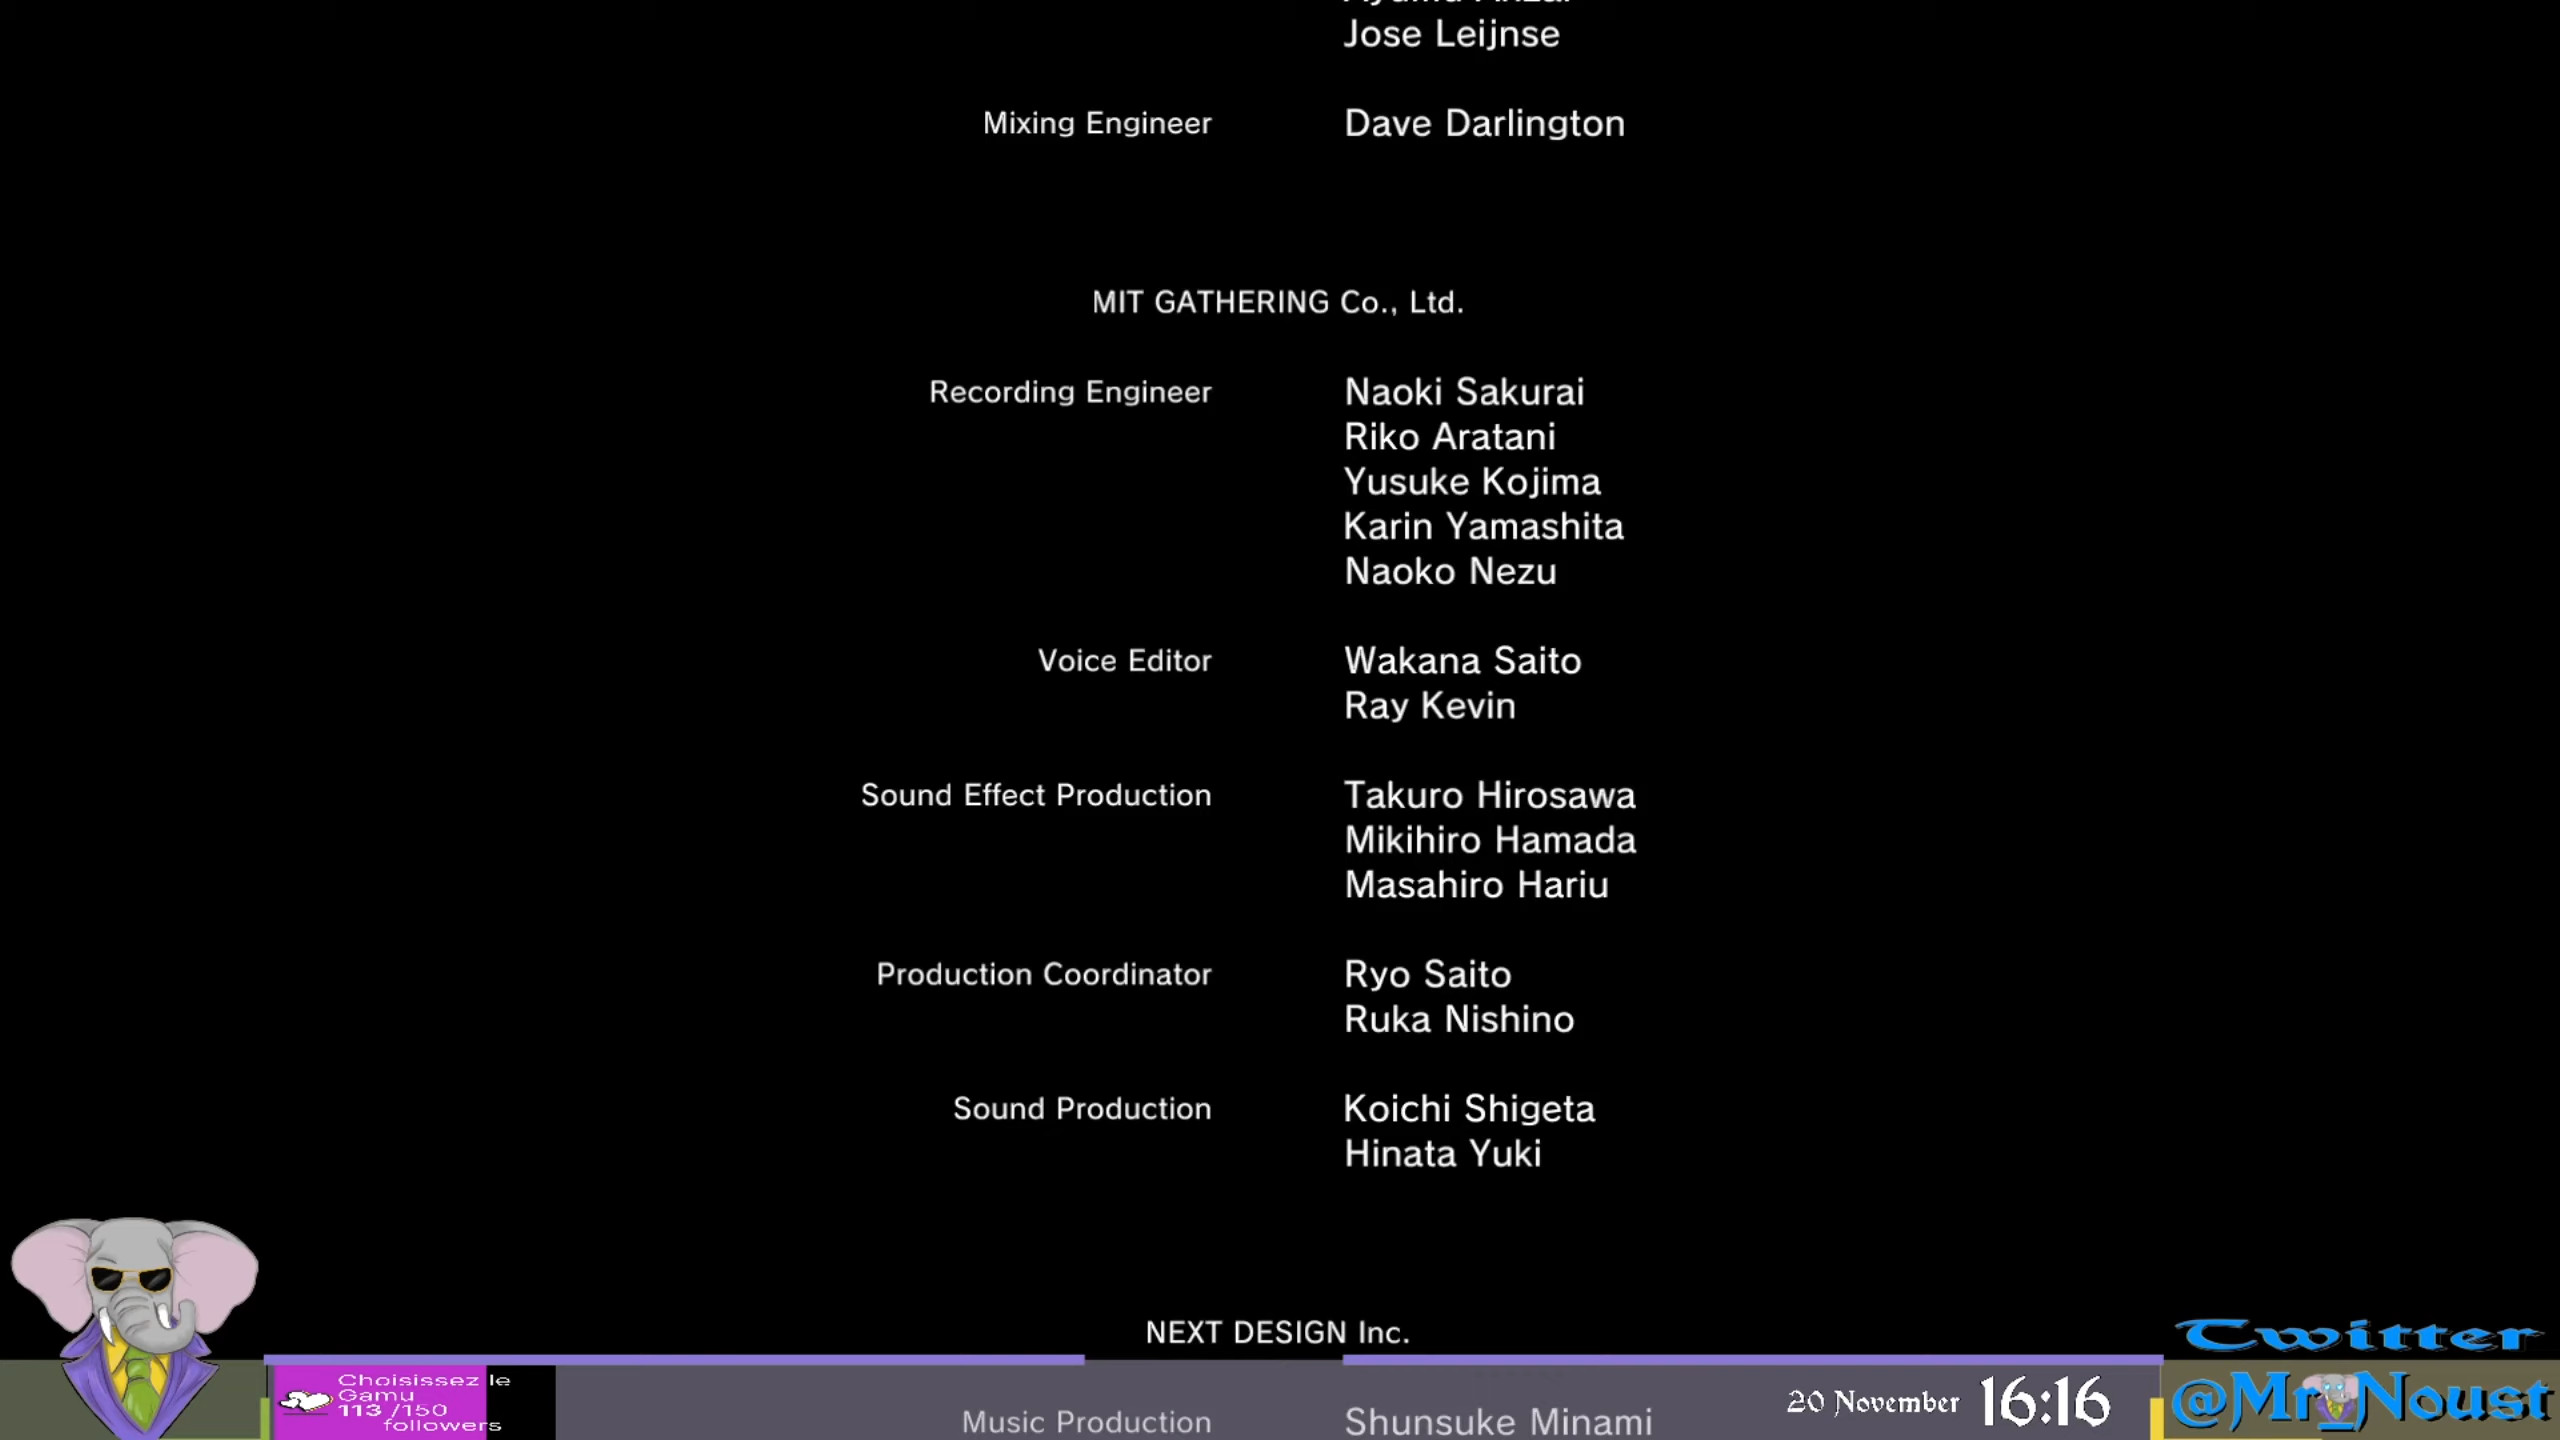 Jose Leijnse
Mixing Engineer Dave Darlington
MIT GATHERING Co., Ltd.
Recording Engineer Naoki Sakurai
Riko Aratani
Yusuke Kojima
Karin Yamashita
Naoko Nezu
Voice Editor Wakana Saito
Ray Kevin
Sound Effect Production Takuro Hirosawa
Mikihiro Hamada
Masahiro Hariu
Production Coordinator Ryo Saito
Ruka Nishino
Sound Production Koichi Shigeta
Hinata Yuki
NEXT DESIGN Inc.
Music Production Shunsuke Minami
Choisissez le
Gamu
113 /150
followers
20 November 16:16
Twitter
@Mr_Noust